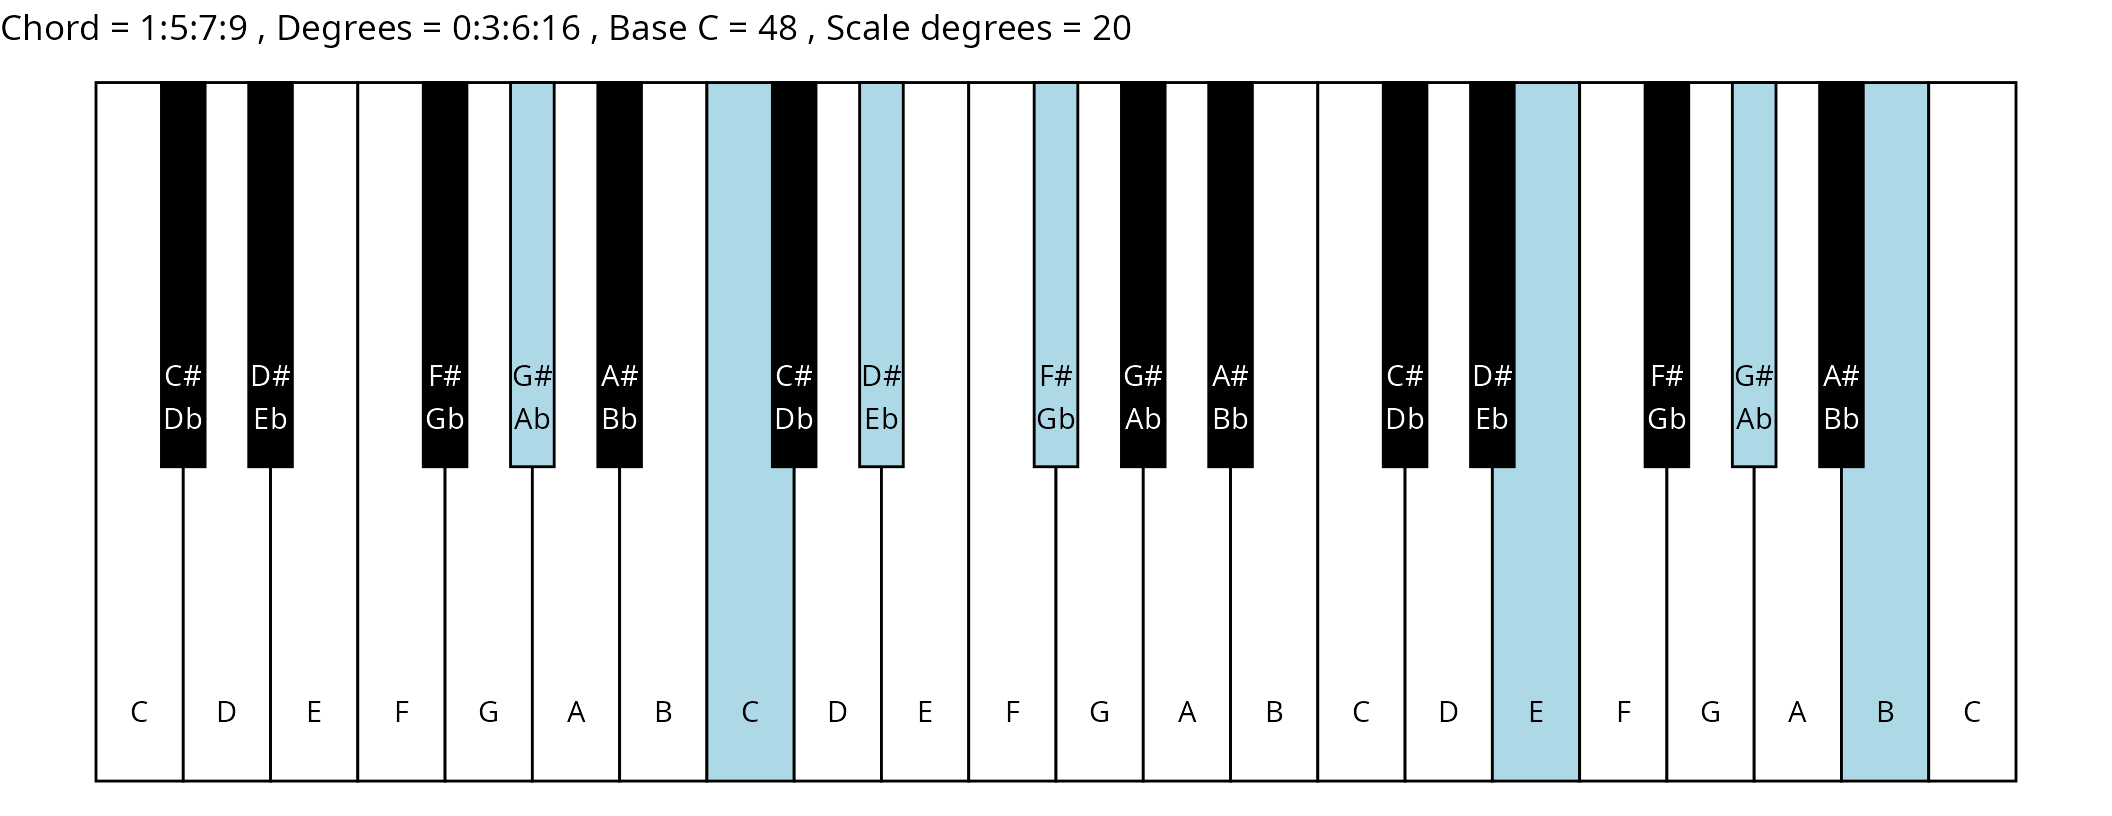 Chord = 1:5:7:9 , Degrees = 0:3:6:16 , Base C = 48 , Scale degrees = 20
C# D# F# G# A# C# D# F# G# A# C# D# F# G# A#
Db Eb Gb Ab Bb Db Eb Gb Ab Bb Db Eb Gb Ab Bb
C D E F G A B C D E F G A B C D E F G A B C